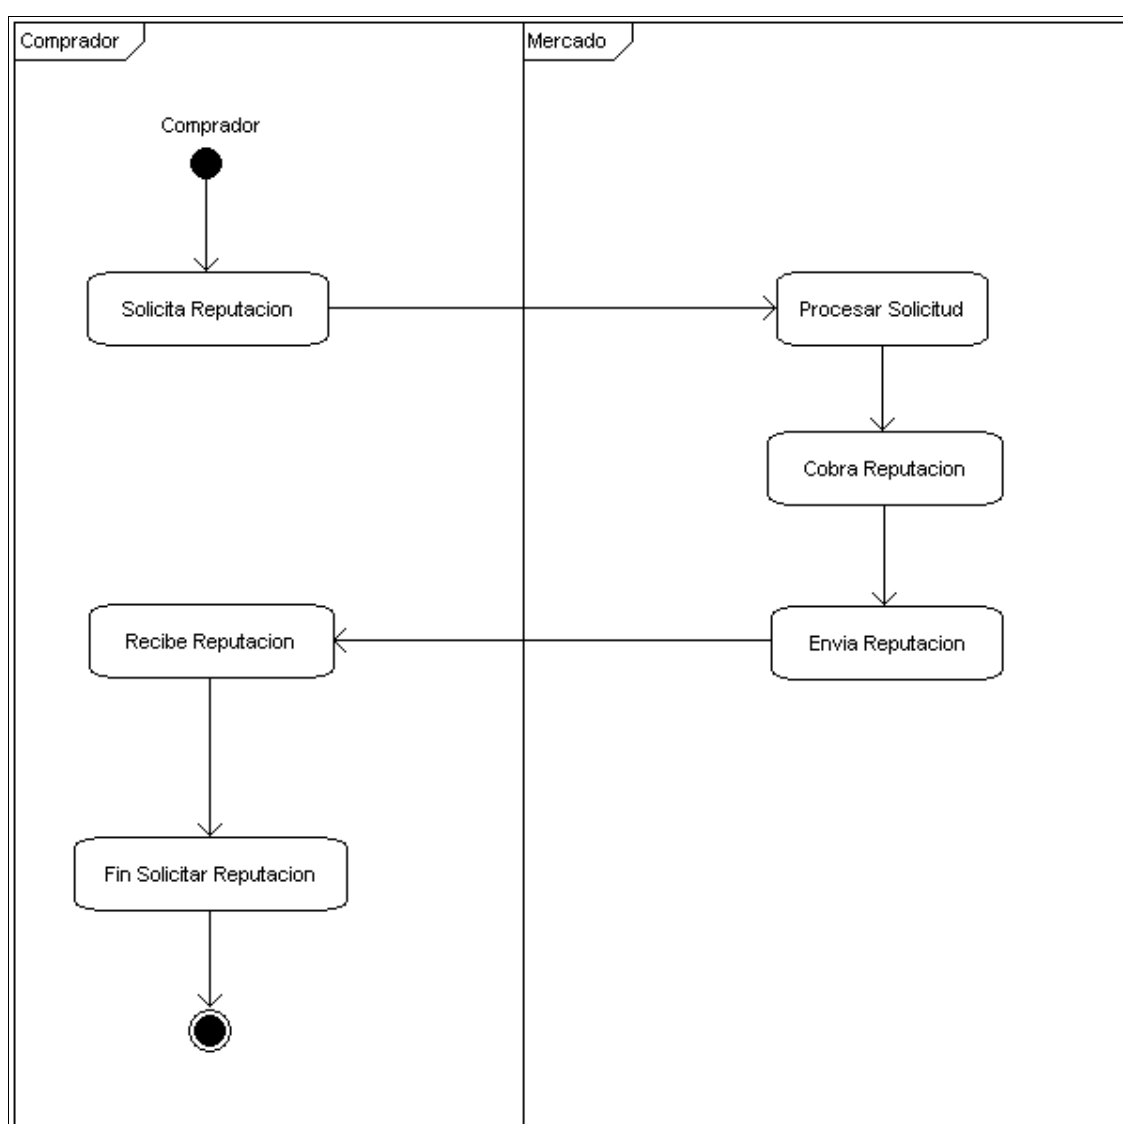 Comprador
Mercado
Comprador
Solicita Reputacion
Procesar Solicitud
Cobra Reputacion
Recibe Reputacion
Envia Reputacion
Fin Solicitar Reputacion